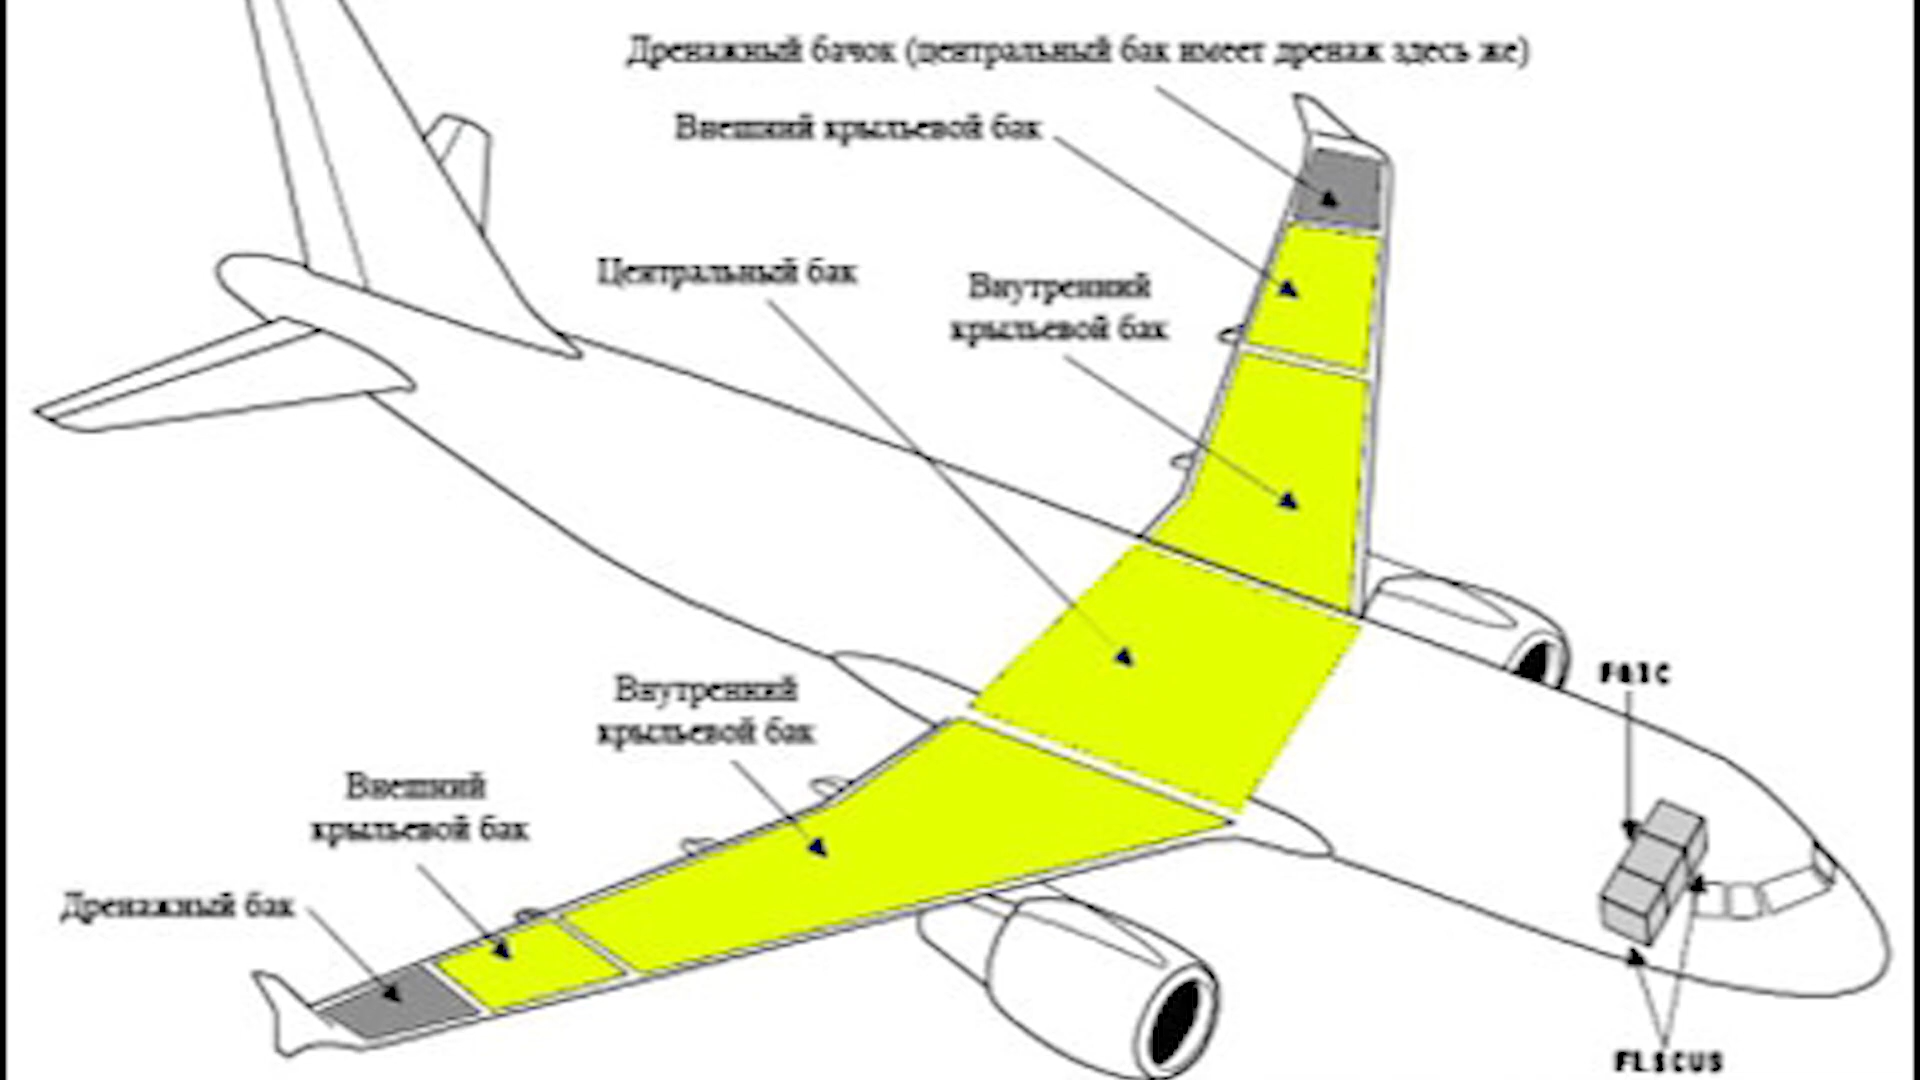 Дренажный бачок (центральный бак имеет дренаж здесь же)
Внешний крыльевой бак
Центральный бак
Внутренний
крыльевой бак
FQIC
Внутренний
крыльевой бак
Внешний
крыльевой бак
Дренажный бак
FLSCUS